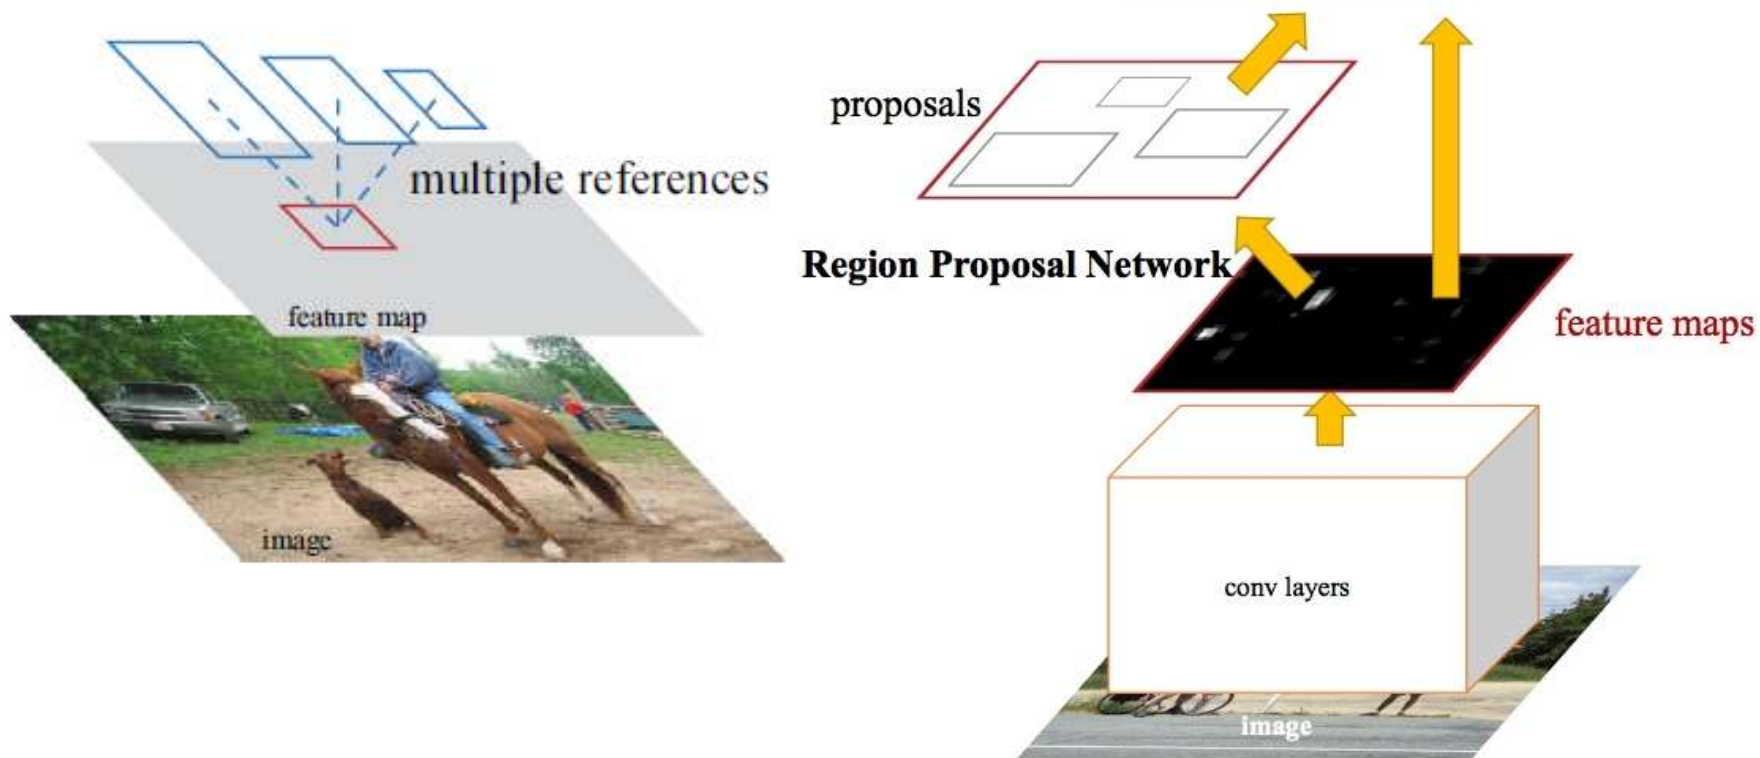 multiple references
feature map
image
proposals
Region Proposal Network
feature maps
conv layers
image